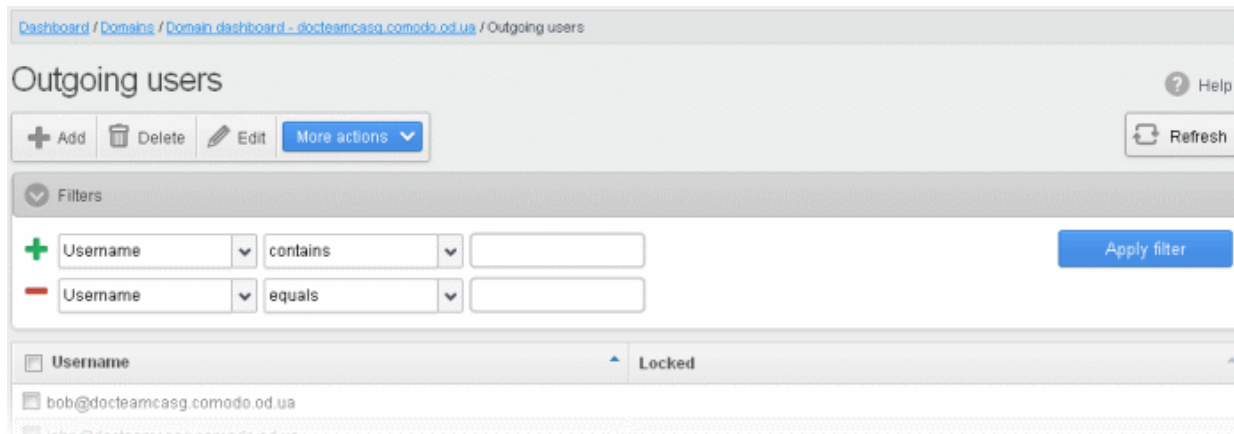 Dashboard / Domains / Domain dashboard - docteamcasg.comodo.od.ua / Outgoing users
Outgoing users
Help
Add Delete Edit More actions
Refresh
Filters
Username contains
Apply filter
Username equals
Username Locked
bob@docteamcasg.comodo.od.ua